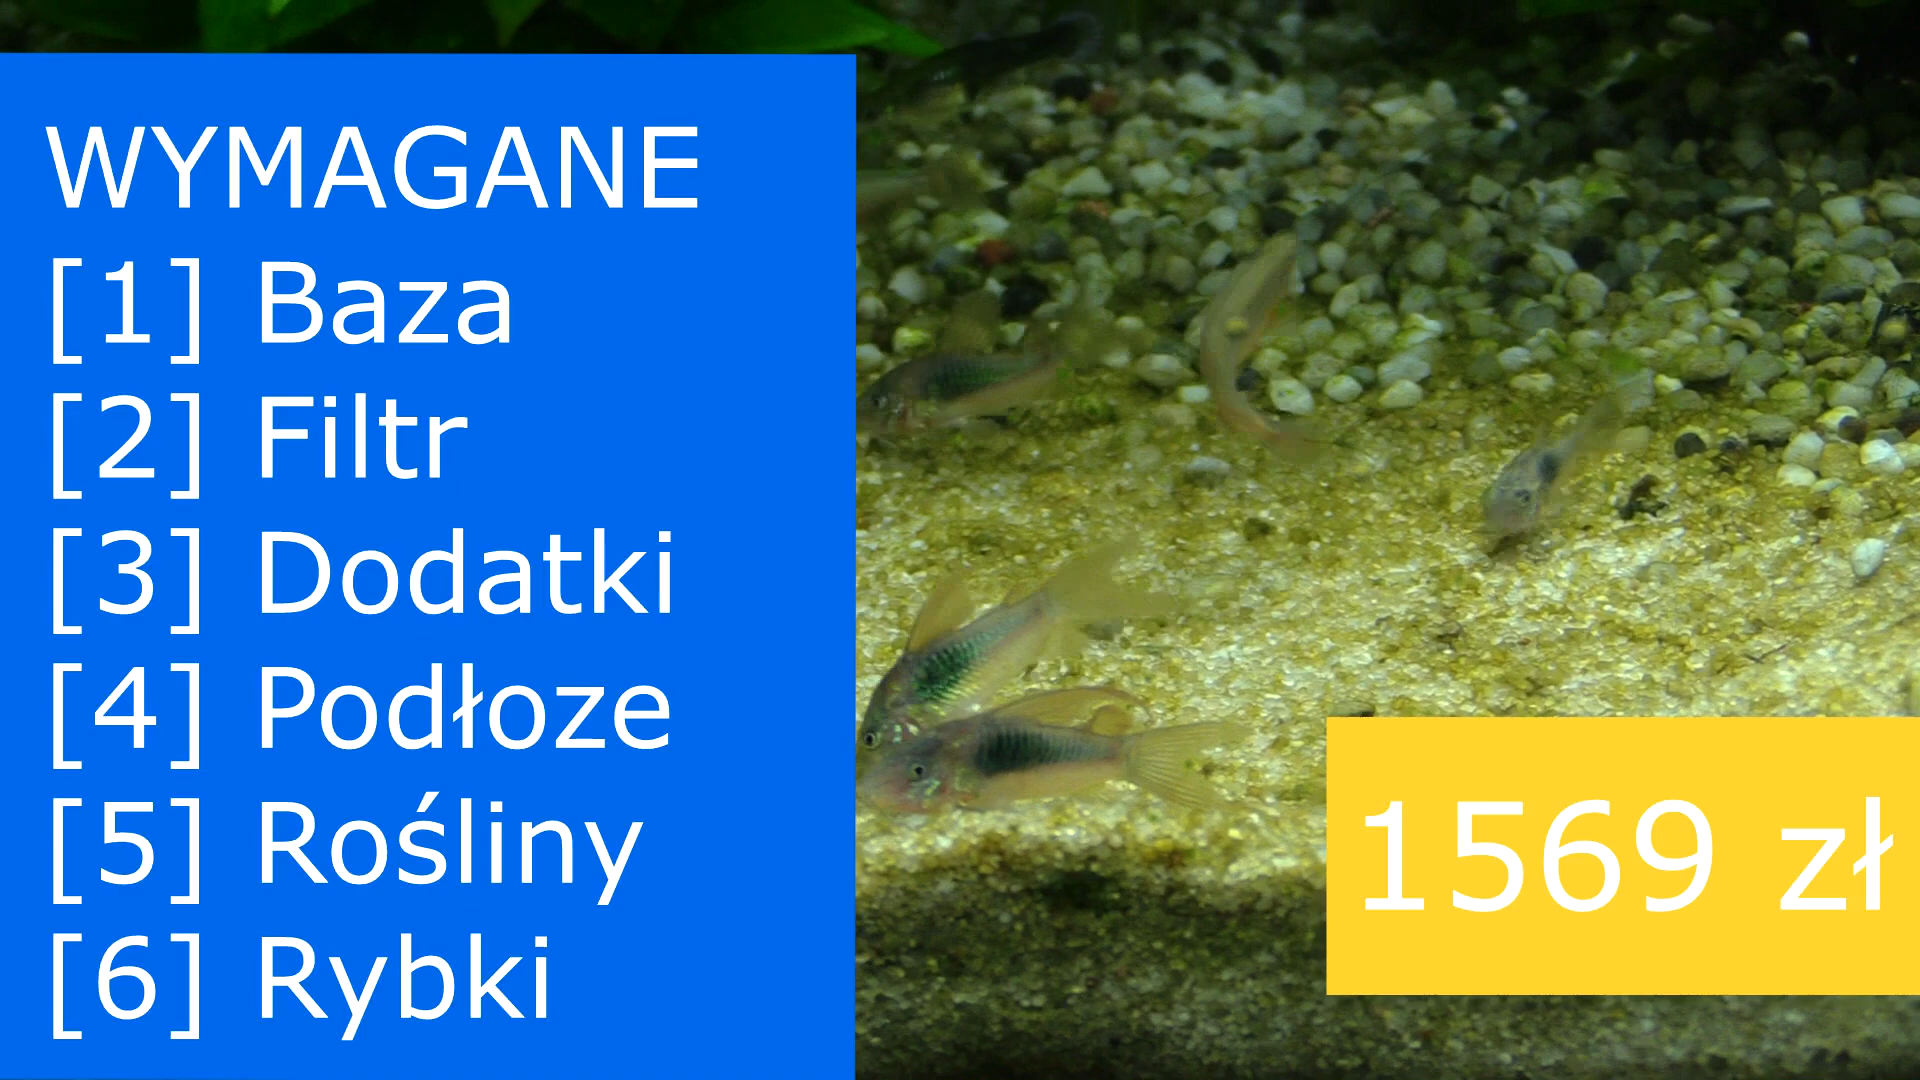 WYMAGANE
[1] Baza
[2] Filtr
[3] Dodatki
[4] Podłoze
[5] Rośliny
[6] Rybki
1569 zł